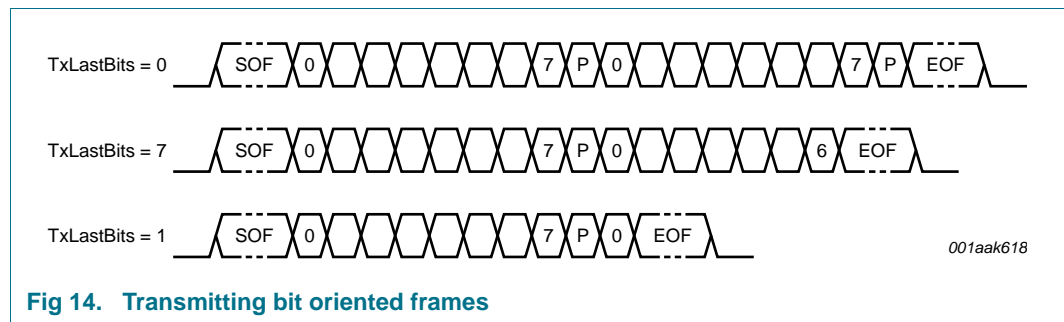 TxLastBits = 0 SOF 0 7 P 0 7 P EOF
TxLastBits = 7 SOF 0 7 P 0 6 EOF
TxLastBits = 1 SOF 0 7 P 0 EOF
001aak618
Fig 14. Transmitting bit oriented frames